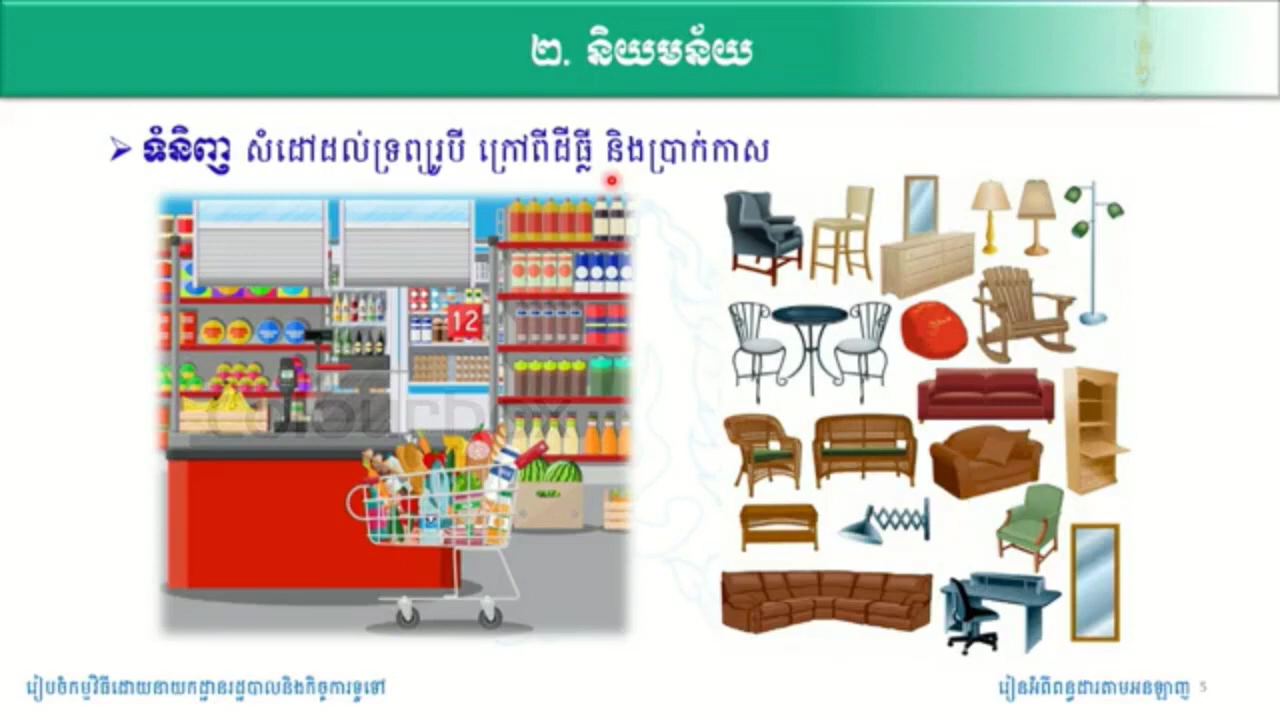 ២. និយមន័យ
➢ ទំនិញ សំដៅដល់ទ្រព្យរូបី ក្រៅពីដីធ្លី និងប្រាក់កាស
12
រៀបចំកម្មវិធីដោយនាយកដ្ឋានរដ្ឋបាលនិងកិច្ចការទូទៅ
រៀនអំពីពន្ធដារតាមអនឡាញ 5